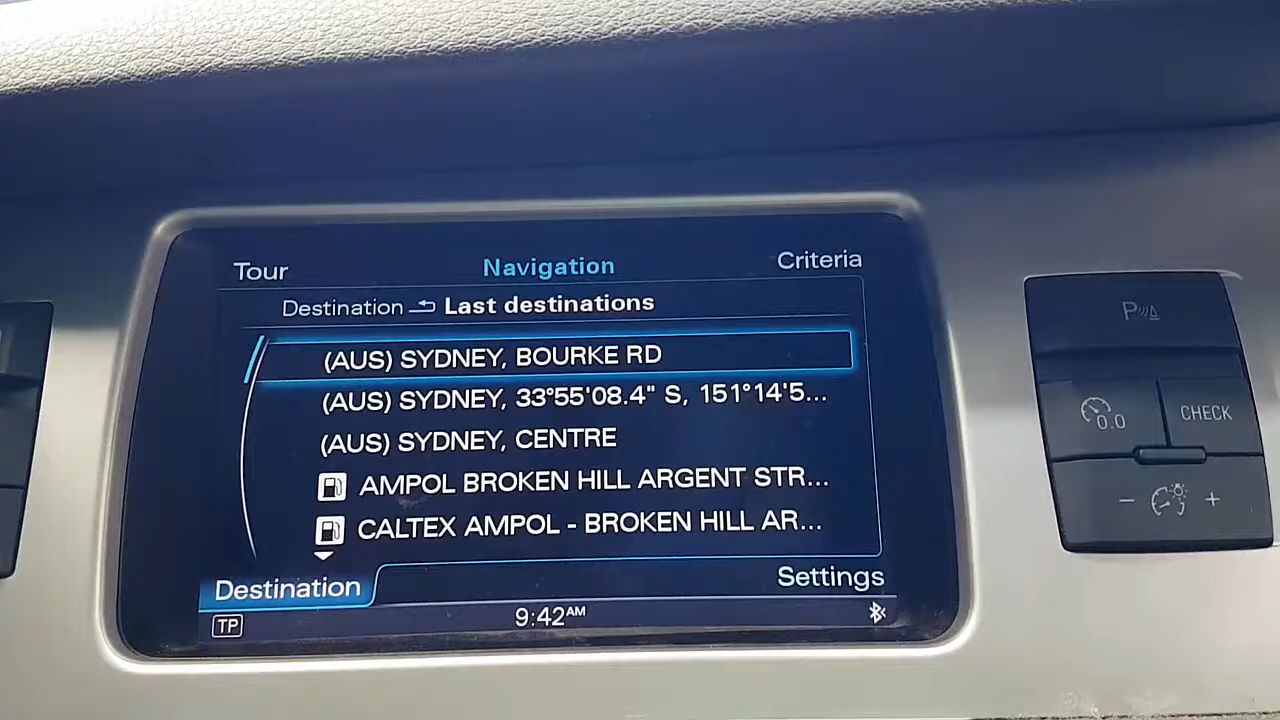 Tour Navigation Criteria
Destination Last destinations
(AUS) SYDNEY, BOURKE RD
(AUS) SYDNEY, 33°55'08.4" S, 151°14'5...
(AUS) SYDNEY, CENTRE
AMPOL BROKEN HILL ARGENT STR...
CALTEX AMPOL - BROKEN HILL AR...
Destination Settings
TP 9:42AM
P
0.0 CHECK
- +